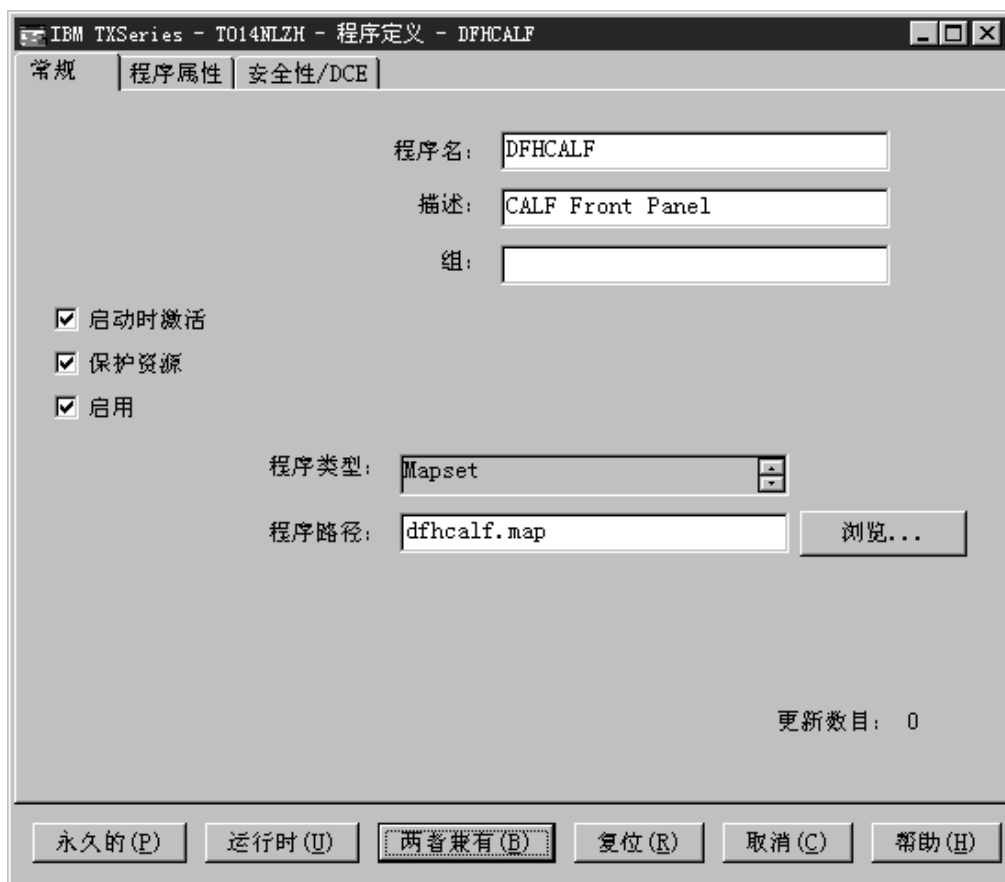 IBM TXSeries - TO14NLZH - 程序定义 - DFHCALF
常规 程序属性 安全性/DCE
程序名: DFHCALF
描述: CALF Front Panel
组:
启动时激活
保护资源
启用
程序类型: Mapset
程序路径: dfhcalf.map 浏览...
更新数目: 0
永久的(P) 运行时(U) 两者兼有(B) 复位(R) 取消(C) 帮助(H)